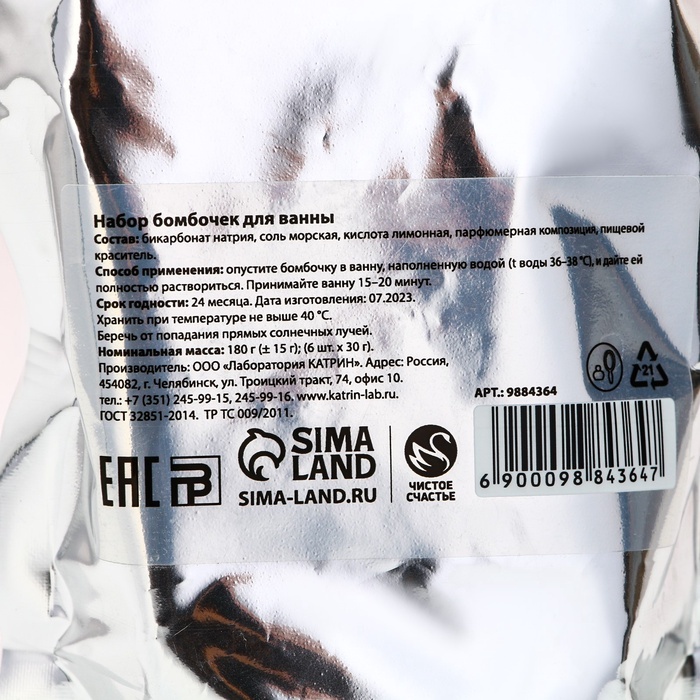 Набор бомбочек для ванны
Состав: бикарбонат натрия, соль морская, кислота лимонная, парфюмерная композиция, пищевой
краситель.
Способ применения: опустите бомбочку в ванну, наполненную водой (t воды 36–38 °C), и дайте ей
полностью раствориться. Принимайте ванну 15–20 минут.
Срок годности: 24 месяца. Дата изготовления: 07.2023.
Хранить при температуре не выше 40 °C.
Беречь от попадания прямых солнечных лучей.
Номинальная масса: 180 г (± 15 г); (6 шт. х 30 г).
Производитель: ООО «Лаборатория КАТРИН». Адрес: Россия,
454082, г. Челябинск, ул. Троицкий тракт, 74, офис 10.
тел.: +7 (351) 245-99-15, 245-99-16, www.katrin-lab.ru.
ГОСТ 32851-2014. ТР ТС 009/2011.
21
АРТ.: 9884364
EAC РВ
SIMA
LAND
SIMA-LAND.RU
ЧИСТОЕ
СЧАСТЬЕ
6 900098 843647